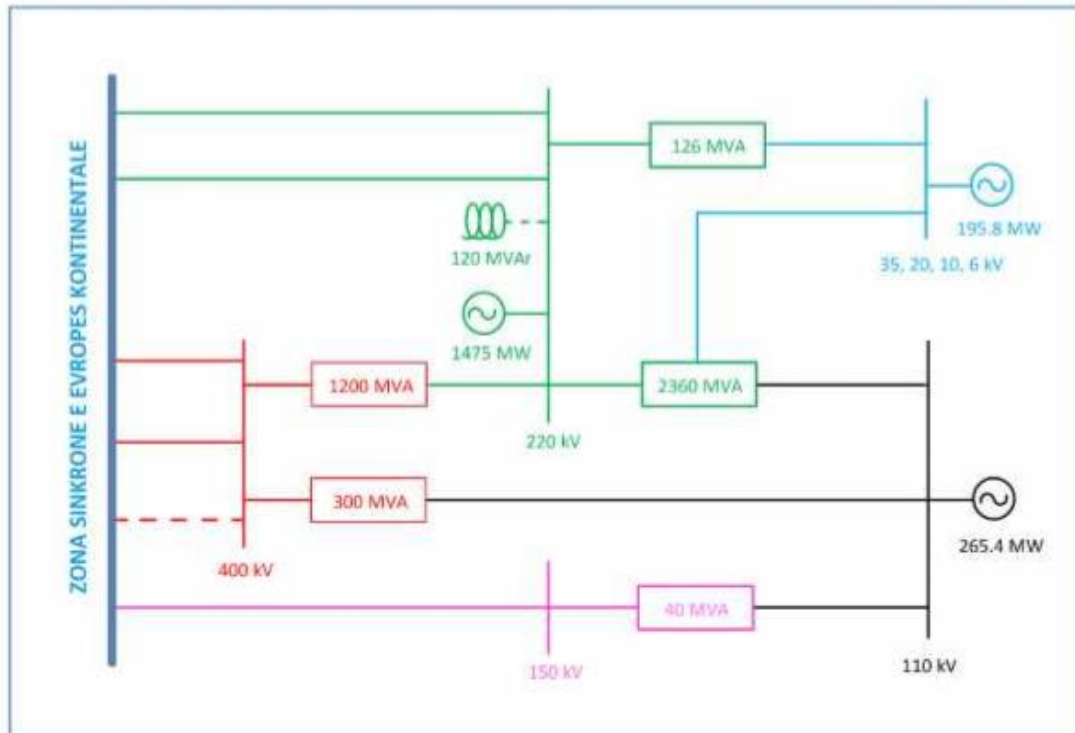 ZONA SINKRONE E EVROPES KONTINENTALE
126 MVA
195.8 MW
35, 20, 10, 6 kV
120 MVAr
1475 MW
1200 MVA
2360 MVA
220 kV
300 MVA
265.4 MW
400 kV
40 MVA
150 kV
110 kV